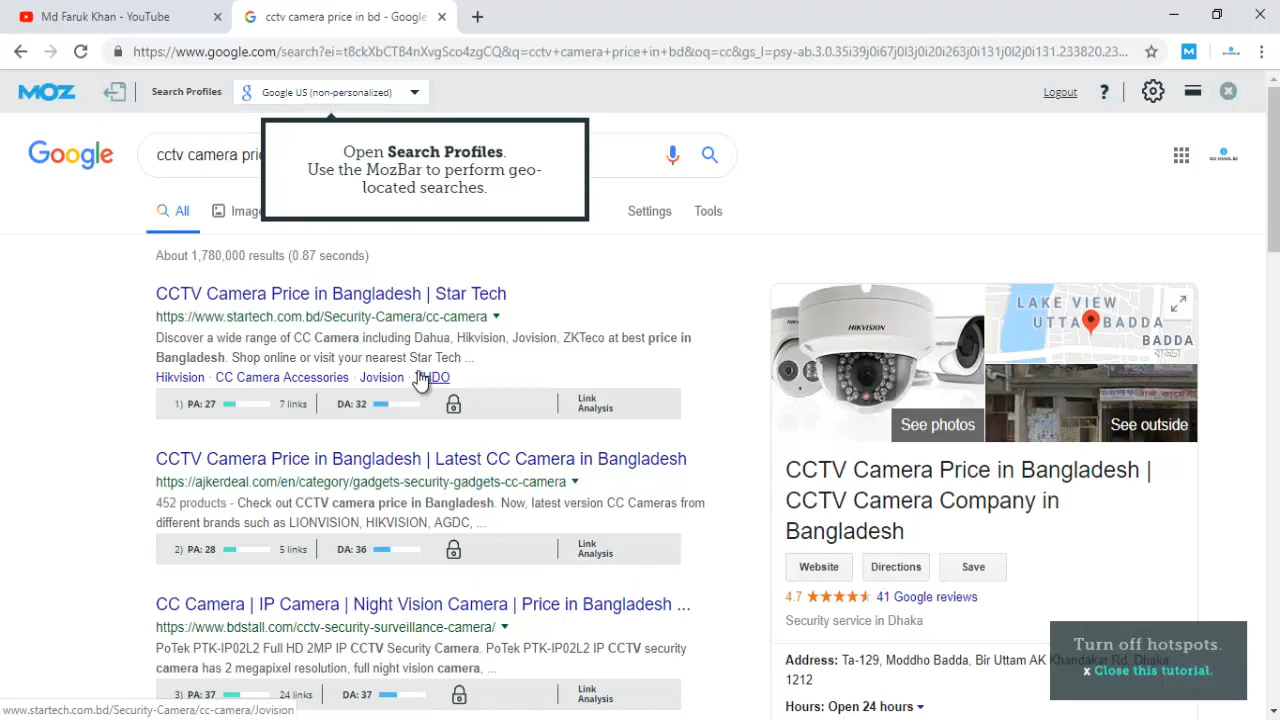 Md Faruk Khan - YouTube
cctv camera price in bd - Google
https://www.google.com/search?ei=t8ckXbCTB4nXvgSco4zqCQ&q=cctv+camera+price+in+bd&oq=cc&gs_l=psy-ab.3.0.35i39j0i67j0l3j0i20i263j0i131j0l2j0i131.233820.23...
MOZ
Search Profiles
Google US (non-personalized)
Logout
?
Open Search Profiles.
Use the MozBar to perform geo-
located searches.
Google
cctv camera pric
All
Imag
Settings
Tools
About 1,780,000 results (0.87 seconds)
CCTV Camera Price in Bangladesh | Star Tech
https://www.startech.com.bd/Security-Camera/cc-camera
Discover a wide range of CC Camera including Dahua, Hikvision, Jovision, ZKTeco at best price in
Bangladesh. Shop online or visit your nearest Star Tech ...
Hikvision · CC Camera Accessories · Jovision ·
1) PA: 27 7 links DA: 32 Link
Analysis
CCTV Camera Price in Bangladesh | Latest CC Camera in Bangladesh
https://ajkerdeal.com/en/category/gadgets-security-gadgets-cc-camera
452 products - Check out CCTV camera price in Bangladesh. Now, latest version CC Cameras from
different brands such as LIONVISION, HIKVISION, AGDC, ...
2) PA: 28 5 links DA: 36 Link
Analysis
CC Camera | IP Camera | Night Vision Camera | Price in Bangladesh ...
https://www.bdstall.com/cctv-security-surveillance-camera/
PoTek PTK-IP02L2 Full HD 2MP IP CCTV Security Camera. PoTek PTK-IP02L2 IP CCTV security
camera has 2 megapixel resolution, full night vision camera, ...
3) PA: 37 24 links DA: 37 Link
Analysis
www.startech.com.bd/Security-Camera/cc-camera/Jovision
HIKVISION
LAKE VIEW
UTTAR BADDA
BADDA
বাড্ডা
See photos
See outside
CCTV Camera Price in Bangladesh |
CCTV Camera Company in
Bangladesh
Website
Directions
Save
4.7 41 Google reviews
Security service in Dhaka
Address: Ta-129, Moddho Badda, Bir Uttam AK Khandakar Rd, Dhaka
1212
Hours: Open 24 hours
Turn off hotspots.
x Close this tutorial.